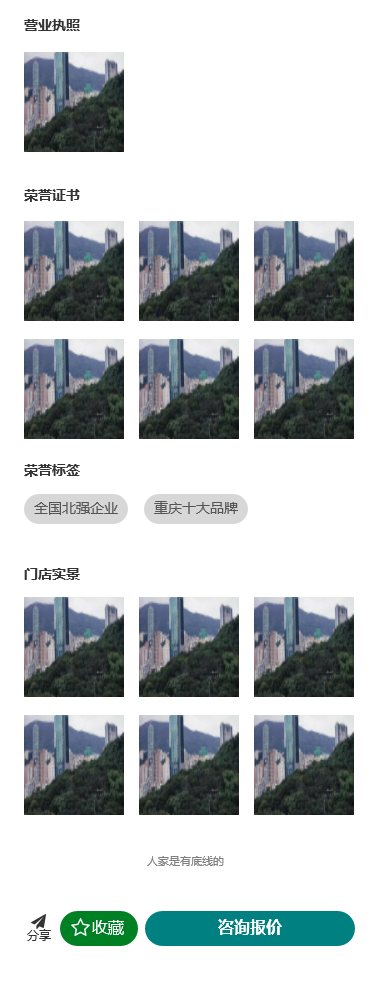 营业执照
荣誉证书
荣誉标签
全国北强企业
重庆十大品牌
门店实景
人家是有底线的
分享
收藏
咨询报价